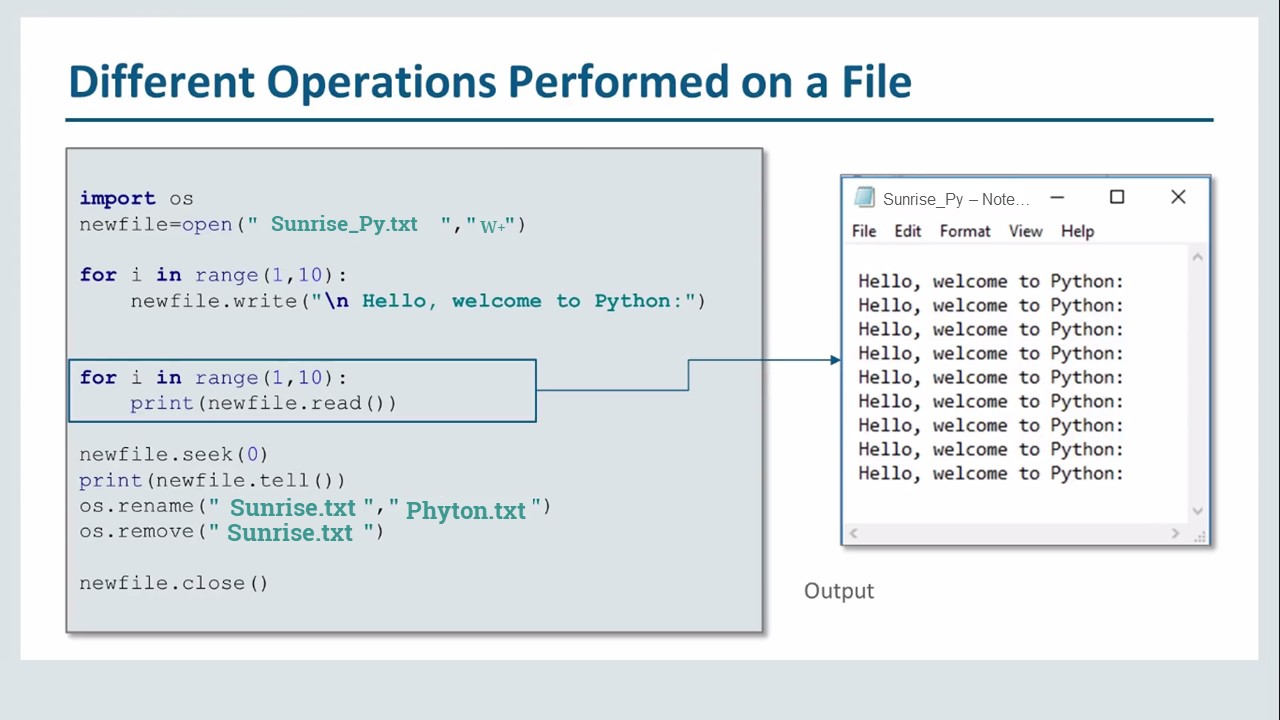 Different Operations Performed on a File
import os
newfile=open(" Sunrise_Py.txt ","W+")
for i in range(1,10):
newfile.write("\n Hello, welcome to Python:")
for i in range(1,10):
print(newfile.read())
newfile.seek(0)
print(newfile.tell())
os.rename(" Sunrise.txt "," Phyton.txt ")
os.remove(" Sunrise.txt ")
newfile.close()
Sunrise_Py – Note...
File Edit Format View Help
Hello, welcome to Python:
Hello, welcome to Python:
Hello, welcome to Python:
Hello, welcome to Python:
Hello, welcome to Python:
Hello, welcome to Python:
Hello, welcome to Python:
Hello, welcome to Python:
Hello, welcome to Python:
Output